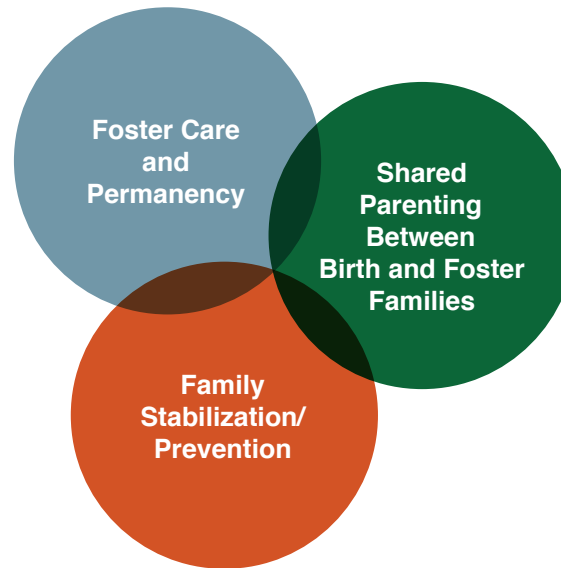 Foster Care
and
Permanency
Shared
Parenting
Between
Birth and Foster
Families
Family
Stabilization/
Prevention